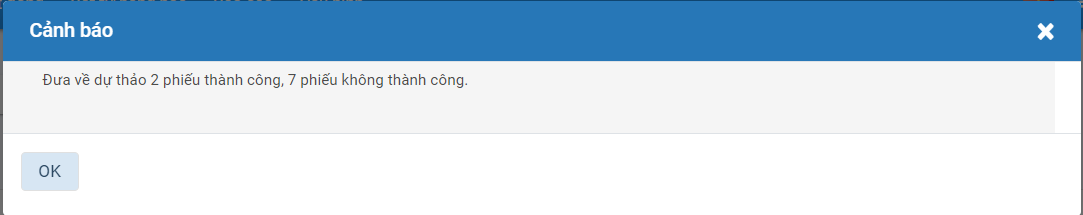 Cảnh báo
Đưa về dự thảo 2 phiếu thành công, 7 phiếu không thành công.
OK